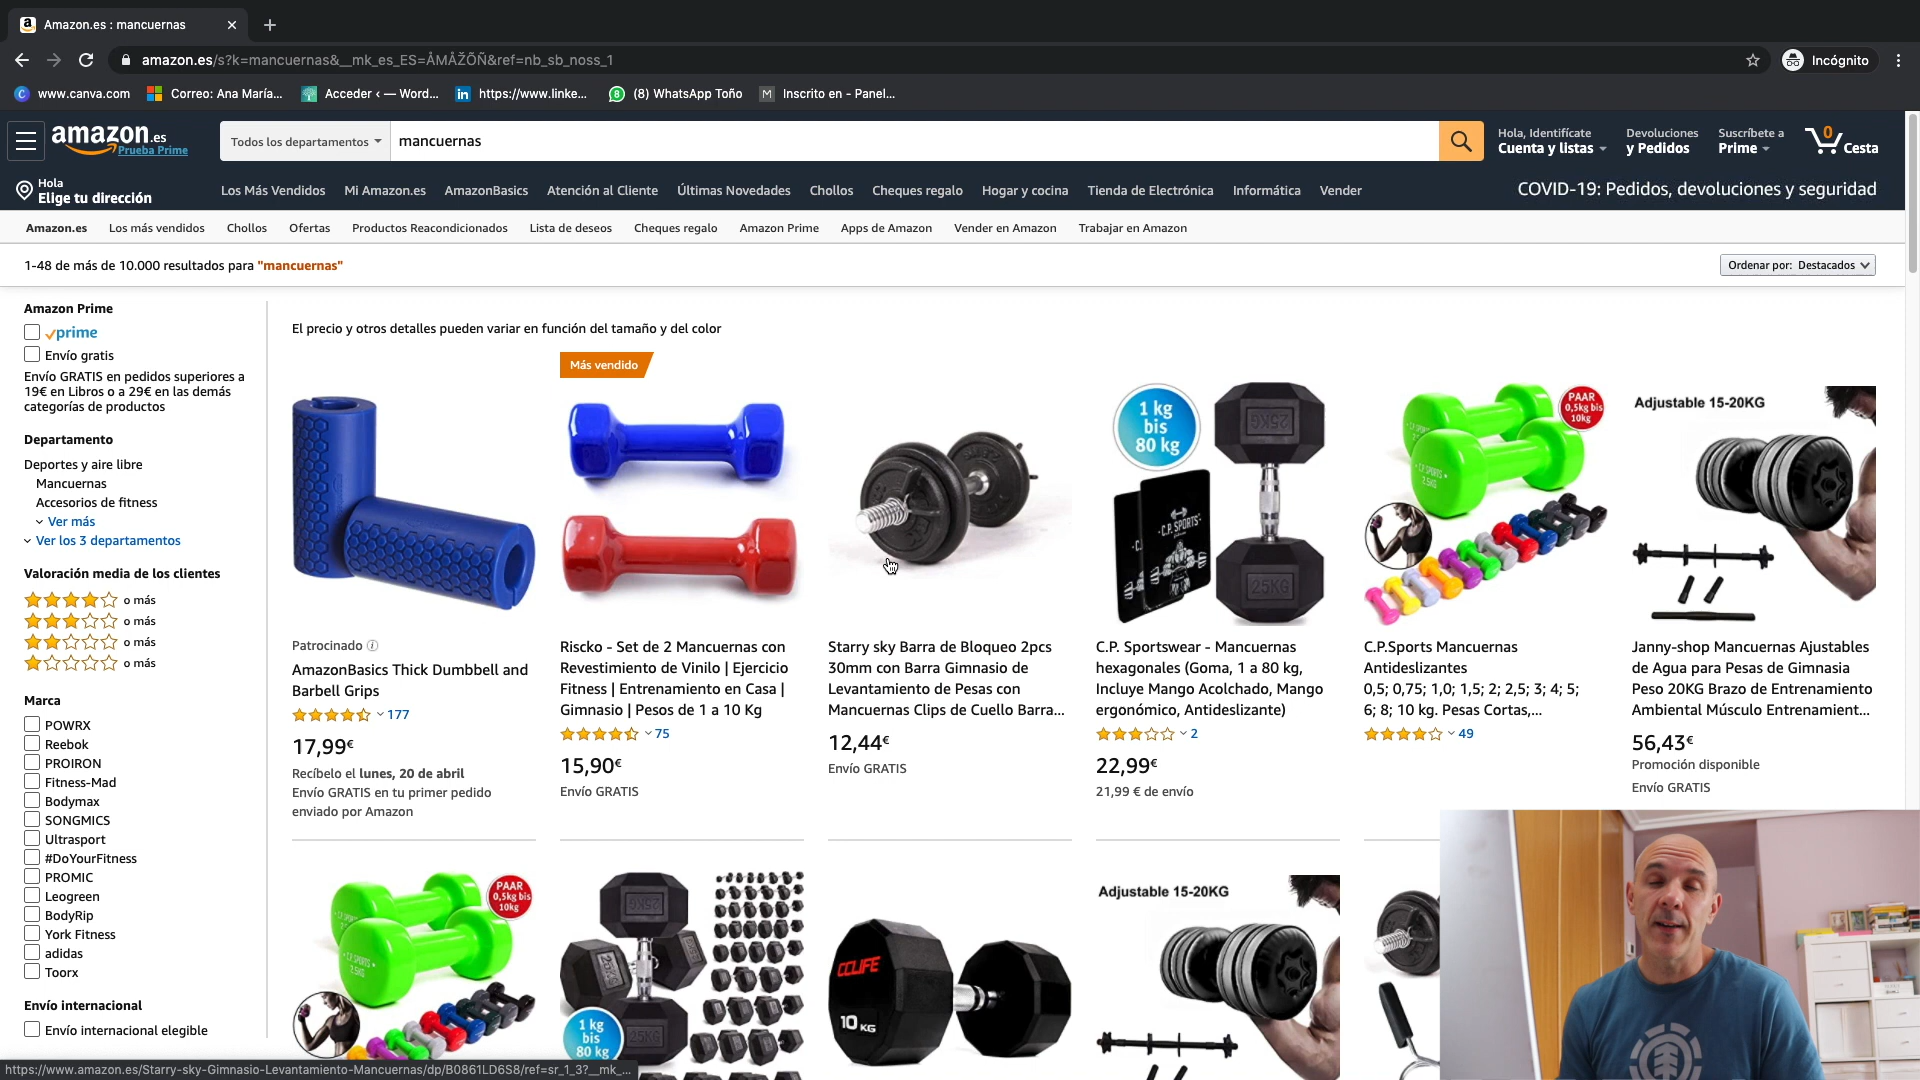 Amazon.es : mancuernas
amazon.es/s?k=mancuernas&__mk_es_ES=ÅMÅŽÕÑ&ref=nb_sb_noss_1
Incógnito
www.canva.com
Correo: Ana María...
Acceder ‹ — Word...
https://www.linke...
(8) WhatsApp Toño
Inscrito en - Panel...
amazon.es
Prueba Prime
Todos los departamentos
mancuernas
Hola, Identifícate
Cuenta y listas
Devoluciones
y Pedidos
Suscríbete a
Prime
0
Cesta
Hola
Elige tu dirección
Los Más Vendidos
Mi Amazon.es
AmazonBasics
Atención al Cliente
Últimas Novedades
Chollos
Cheques regalo
Hogar y cocina
Tienda de Electrónica
Informática
Vender
COVID-19: Pedidos, devoluciones y seguridad
Amazon.es
Los más vendidos
Chollos
Ofertas
Productos Reacondicionados
Lista de deseos
Cheques regalo
Amazon Prime
Apps de Amazon
Vender en Amazon
Trabajar en Amazon
1-48 de más de 10.000 resultados para "mancuernas"
Ordenar por: Destacados
Amazon Prime
prime
Envío gratis
Envío GRATIS en pedidos superiores a
19€ en Libros o a 29€ en las demás
categorías de productos
Departamento
Deportes y aire libre
Mancuernas
Accesorios de fitness
Ver más
Ver los 3 departamentos
Valoración media de los clientes
o más
o más
o más
o más
Marca
POWRX
Reebok
PROIRON
Fitness-Mad
Bodymax
SONGMICS
Ultrasport
#DoYourFitness
PROMIC
Leogreen
BodyRip
York Fitness
adidas
Toorx
Envío internacional
Envío internacional elegible
El precio y otros detalles pueden variar en función del tamaño y del color
Patrocinado
AmazonBasics Thick Dumbbell and
Barbell Grips
177
17,99€
Recíbelo el lunes, 20 de abril
Envío GRATIS en tu primer pedido
enviado por Amazon
Más vendido
Riscko - Set de 2 Mancuernas con
Revestimiento de Vinilo | Ejercicio
Fitness | Entrenamiento en Casa |
Gimnasio | Pesos de 1 a 10 Kg
75
15,90€
Envío GRATIS
Starry sky Barra de Bloqueo 2pcs
30mm con Barra Gimnasio de
Levantamiento de Pesas con
Mancuernas Clips de Cuello Barra...
12,44€
Envío GRATIS
1 kg
bis
80 kg
25KG
C.P. SPORTS
25KG
C.P. Sportswear - Mancuernas
hexagonales (Goma, 1 a 80 kg,
Incluye Mango Acolchado, Mango
ergonómico, Antideslizante)
2
22,99€
21,99 € de envío
PAAR
0,5kg bis
10kg
C.P. SPORTS
2.5KG
C.P.Sports Mancuernas
Antideslizantes
0,5; 0,75; 1,0; 1,5; 2; 2,5; 3; 4; 5;
6; 8; 10 kg. Pesas Cortas,...
49
Adjustable 15-20KG
Janny-shop Mancuernas Ajustables
de Agua para Pesas de Gimnasia
Peso 20KG Brazo de Entrenamiento
Ambiental Músculo Entrenamient...
56,43€
Promoción disponible
Envío GRATIS
PAAR
0,5kg bis
10kg
C.P. SPORTS
2.5KG
25KG
25KG
1 kg
bis
80 kg
CCLIFE
10 KG
Adjustable 15-20KG
https://www.amazon.es/Starry-sky-Gimnasio-Levantamiento-Mancuernas/dp/B0861LD6S8/ref=sr_1_3?__mk_...